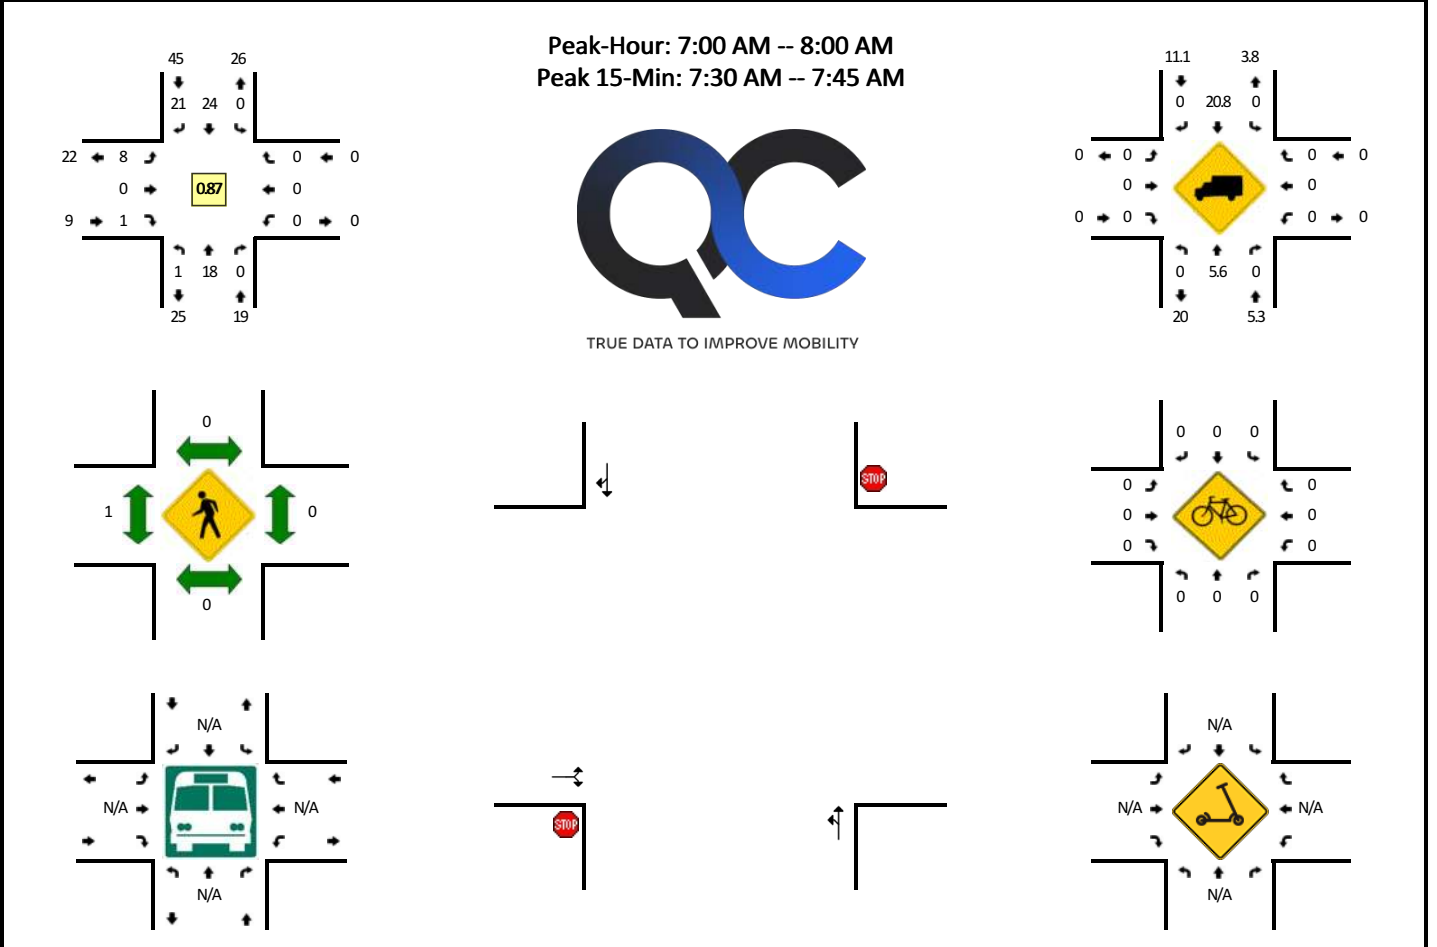 Peak-Hour: 7:00 AM -- 8:00 AM
Peak 15-Min: 7:30 AM -- 7:45 AM
45 26
21 24 0
22 8 0 0
0 0.87 0
9 1 0 0
1 18 0
25 19
QC
TRUE DATA TO IMPROVE MOBILITY
11.1 3.8
0 20.8 0
0 0 0 0
0 0
0 0 0 0
0 5.6 0
20 5.3
0
1 0
0
STOP
0 0 0
0 0
0 0
0 0
0 0 0
N/A
N/A N/A
N/A
STOP
N/A
N/A N/A
N/A